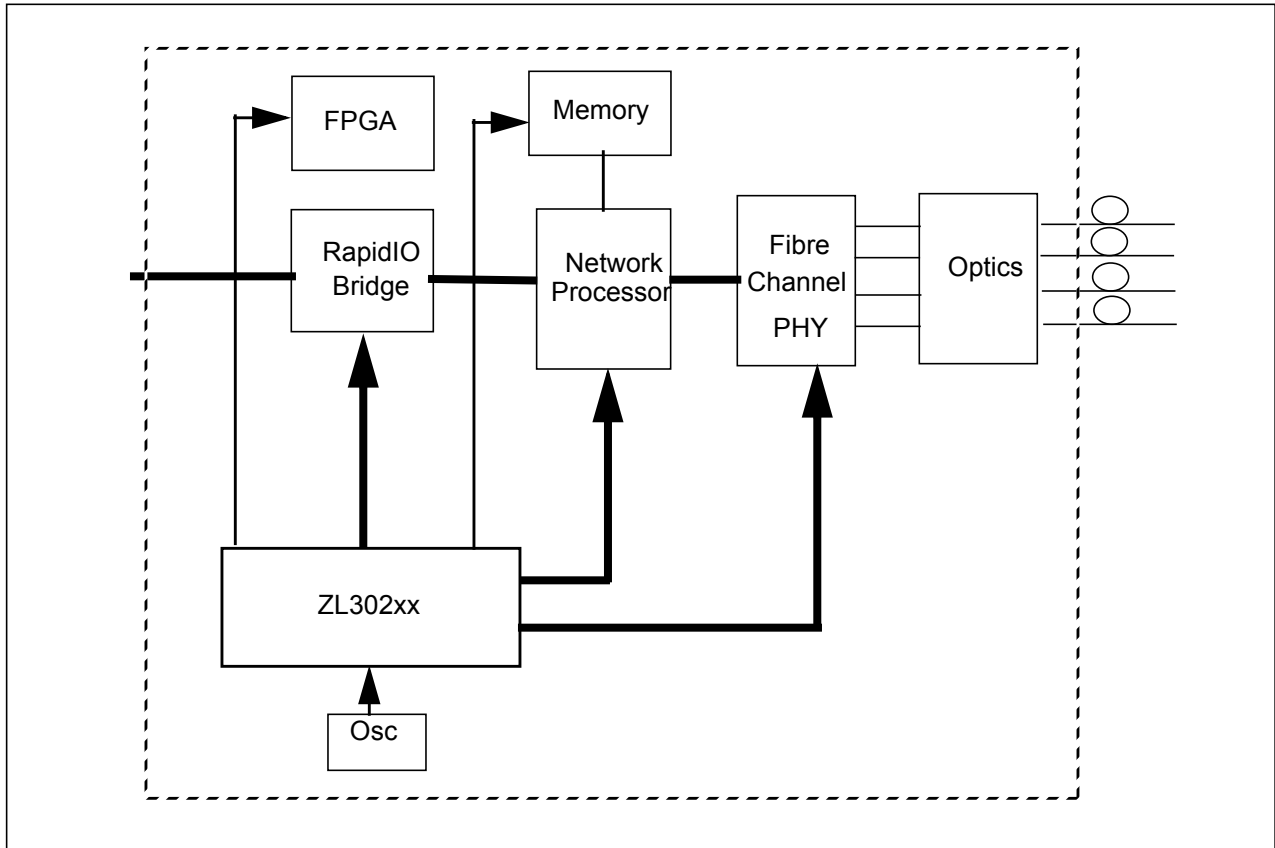 FPGA
Memory
RapidIO
Bridge
Network
Processor
Fibre
Channel
PHY
Optics
ZL302xx
Osc